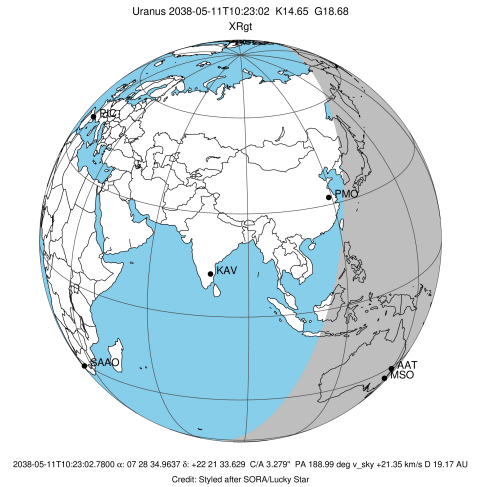 Uranus 2038-05-11T10:23:02 K14.65 G18.68
XRgt
PIC
PMO
KAV
SAAO
AAT
MSO
2038-05-11T10:23:02.7800 α: 07 28 34.9637 δ: +22 21 33.629 C/A 3.279" PA 188.99 deg v_sky +21.35 km/s D 19.17 AU
Credit: Styled after SORA/Lucky Star